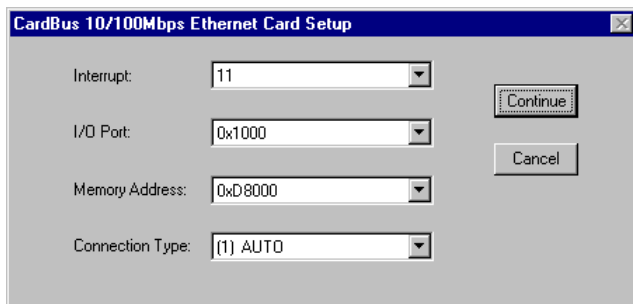 CardBus 10/100Mbps Ethernet Card Setup
Interrupt: 11
Continue
I/O Port: 0x1000
Cancel
Memory Address: 0xD8000
Connection Type: (1) AUTO